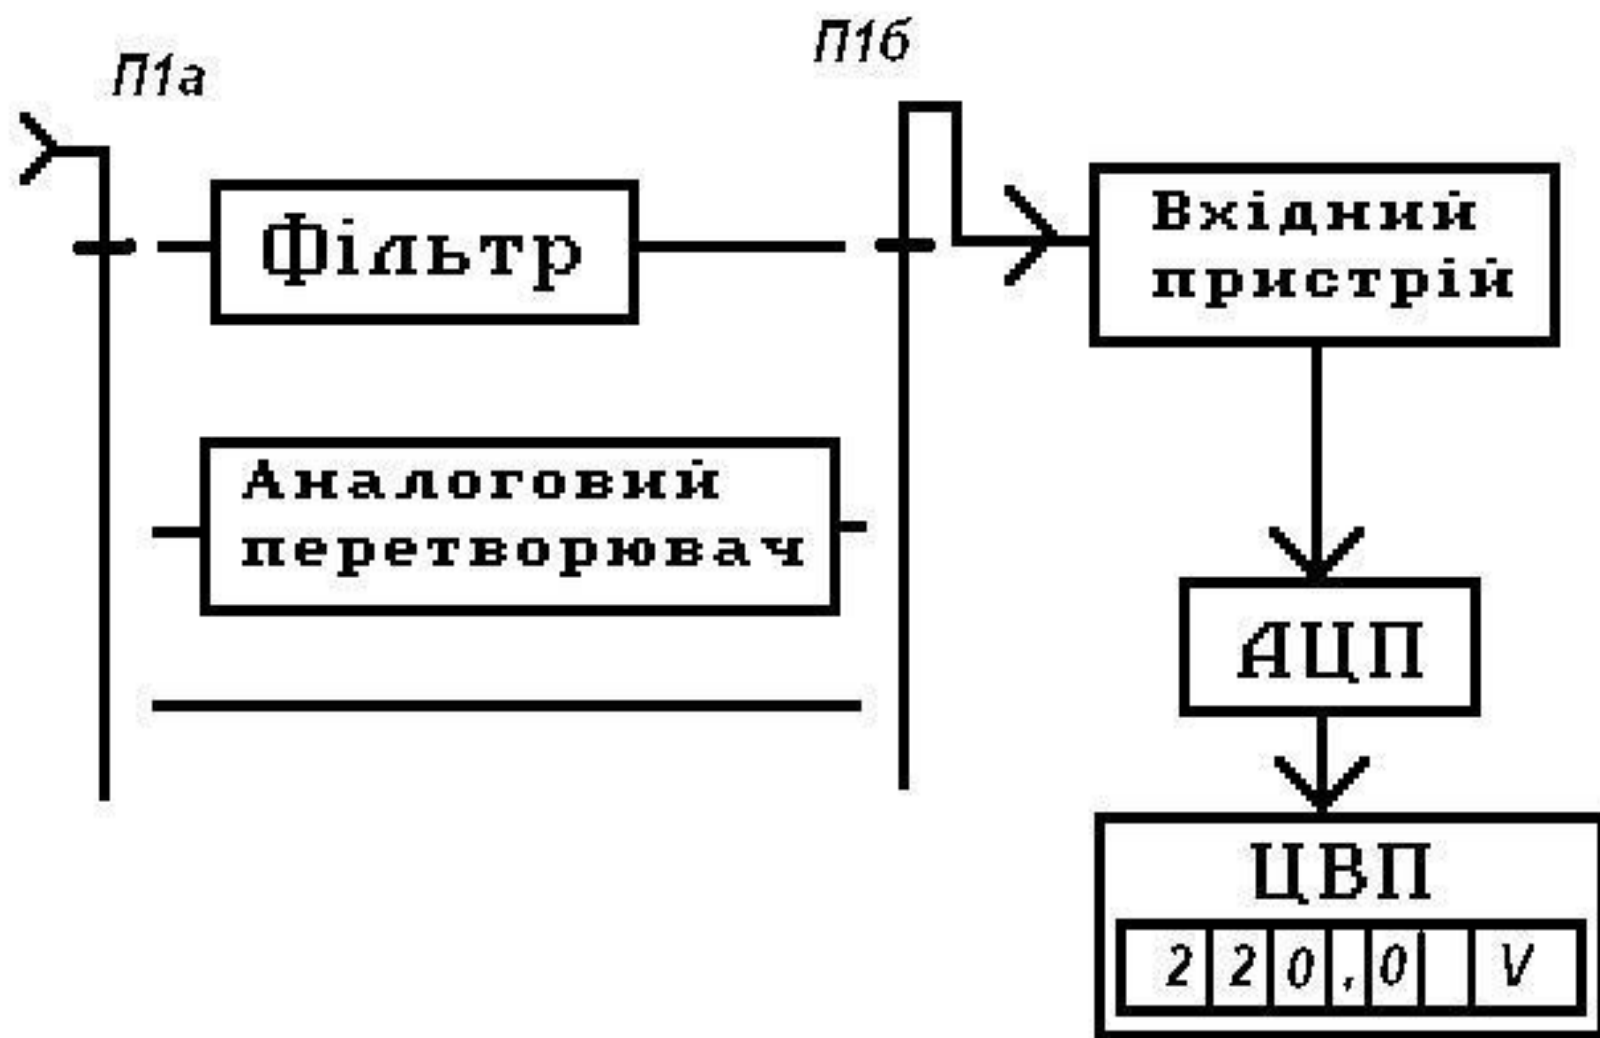 П1а
П1б
Фільтр
Вхідний
пристрій
Аналоговий
перетворювач
АЦП
ЦВП
220,0 V